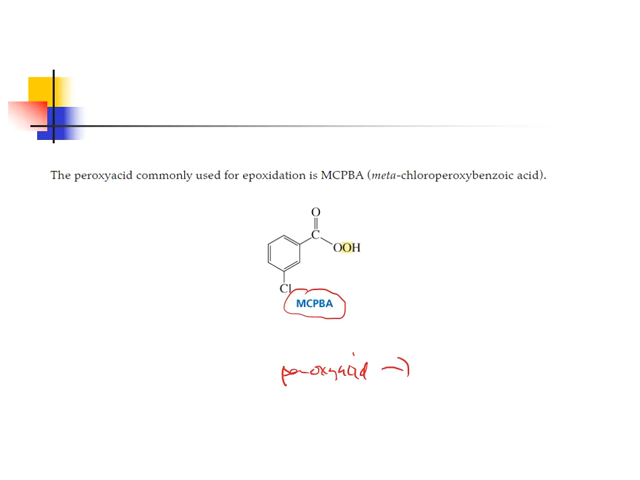 The peroxyacid commonly used for epoxidation is MCPBA (meta-chloroperoxybenzoic acid).
O
C
OOH
Cl
MCPBA
peroxyacid →